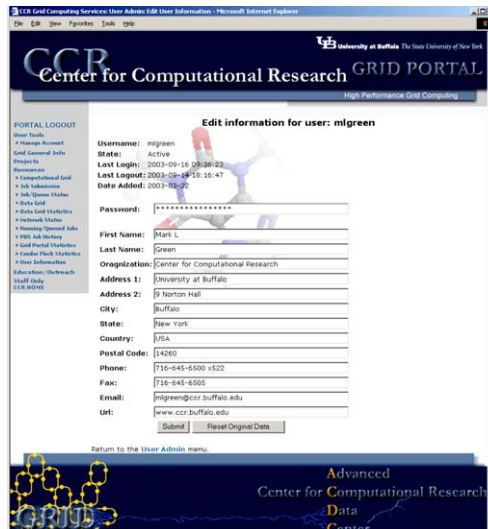 CCR Grid Computing Services: User Admin: Edit User Information - Microsoft Internet Explorer
File Edit View Favorites Tools Help
UB University at Buffalo The State University of New York
CCR
Center for Computational Research GRID PORTAL
High Performance Grid Computing
PORTAL LOGOUT
User Tools
» Manage Account
Grid General Info
Projects
Resources
» Computational Grid
» Job Submission
» Job/Queue Status
» Data Grid
» Data Grid Statistics
» Network Status
» Running/Queued Jobs
» PBS Job History
» Grid Portal Statistics
» Condor Flock Statistics
» User Information
Education/Outreach
Staff Only
CCR HOME
Edit information for user: mlgreen
Username: mlgreen
State: Active
Last Login: 2003-09-16 09:36:23
Last Logout: 2003-09-14 18:16:47
Date Added: 2003-03-22
Password: ****************
First Name: Mark L
Last Name: Green
Oragnization: Center for Computational Research
Address 1: University at Buffalo
Address 2: 9 Norton Hall
City: Buffalo
State: New York
Country: USA
Postal Code: 14260
Phone: 716-645-6500 x522
Fax: 716-645-6505
Email: mlgreen@ccr.buffalo.edu
Url: www.ccr.buffalo.edu
Submit Reset Original Data
Return to the User Admin menu.
GRID
Advanced
Center for Computational Research
Data
Center